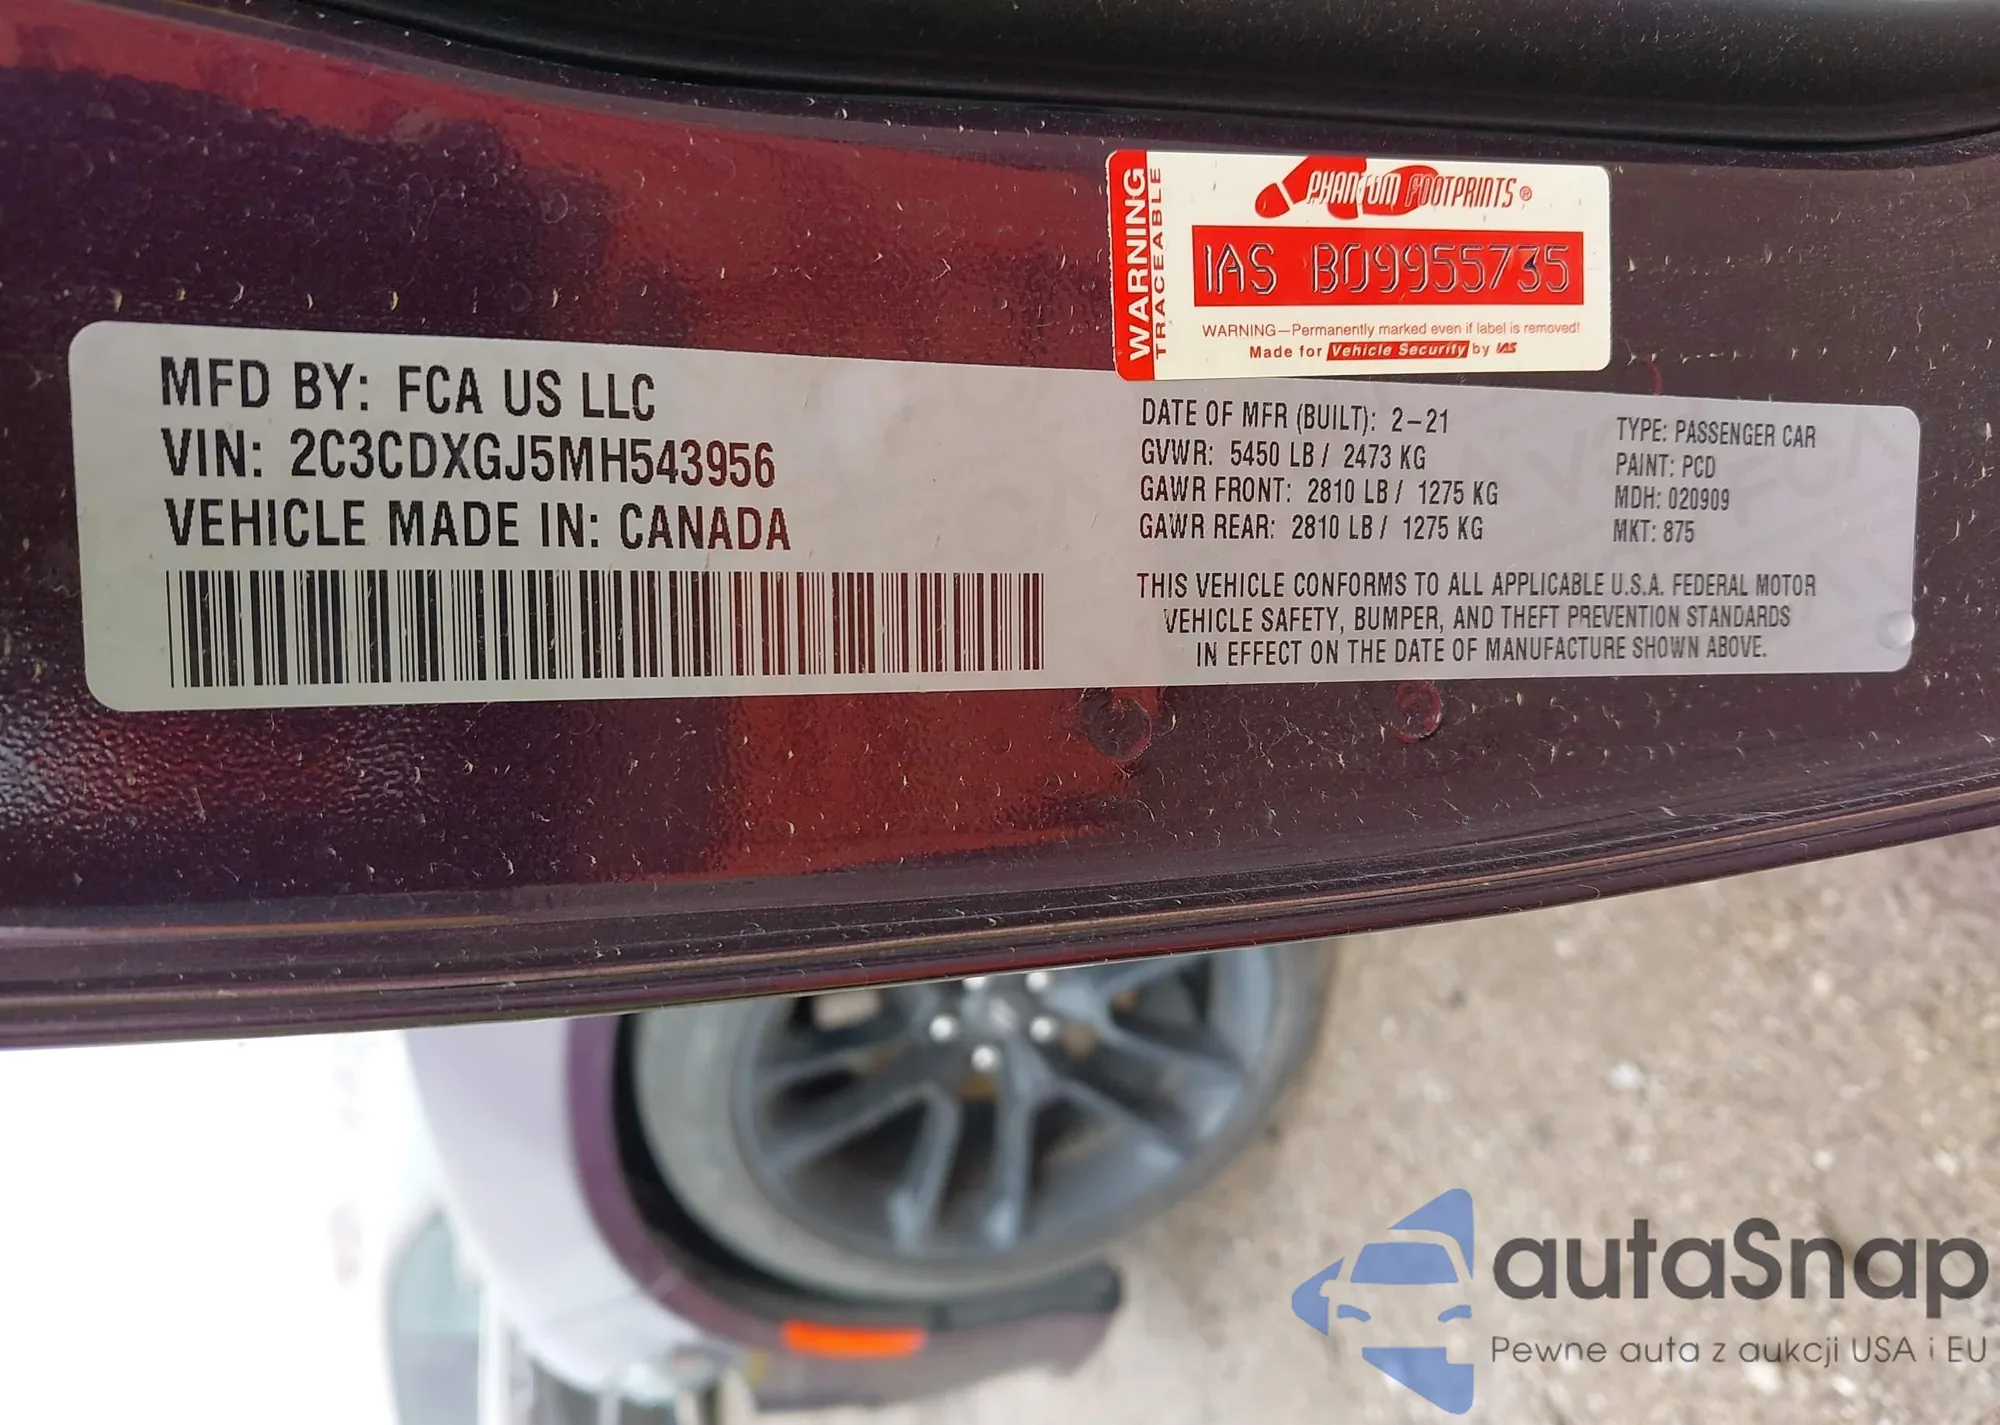 WARNING
TRACEABLE
PHANTOM FOOTPRINTS®
IAS B09955735
WARNING—Permanently marked even if label is removed!
Made for Vehicle Security by IAS
MFD BY: FCA US LLC
VIN: 2C3CDXGJ5MH543956
VEHICLE MADE IN: CANADA
DATE OF MFR (BUILT): 2-21
GVWR: 5450 LB / 2473 KG
GAWR FRONT: 2810 LB / 1275 KG
GAWR REAR: 2810 LB / 1275 KG
TYPE: PASSENGER CAR
PAINT: PCD
MDH: 020909
MKT: 875
THIS VEHICLE CONFORMS TO ALL APPLICABLE U.S.A. FEDERAL MOTOR
VEHICLE SAFETY, BUMPER, AND THEFT PREVENTION STANDARDS
IN EFFECT ON THE DATE OF MANUFACTURE SHOWN ABOVE.
autaSnap
Pewne auta z aukcji USA i EU